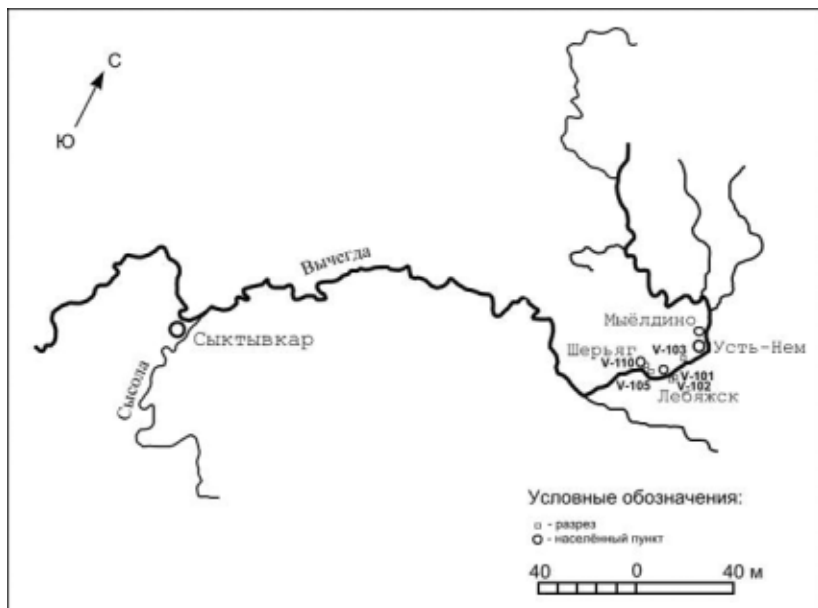 С
Ю
Вычегда
Сыктывкар
Сысола
Мыёлдино
Усть-Нем
Шерьяг
V-103
V-110
V-101
V-105
V-102
Лебяжск
Условные обозначения:
- разрез
- населённый пункт
40 0 40 м